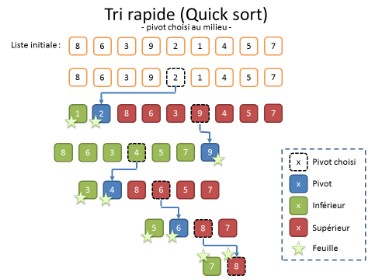 Tri rapide (Quick sort)
- pivot choisi au milieu -
Liste initiale : 8 6 3 9 2 1 4 5 7
8 6 3 9 2 1 4 5 7
1 2 8 6 3 9 4 5 7
8 6 3 4 5 7 9
3 4 8 6 5 7
5 6 8 7
7 8
x Pivot choisi
x Pivot
x Inférieur
x Supérieur
Feuille